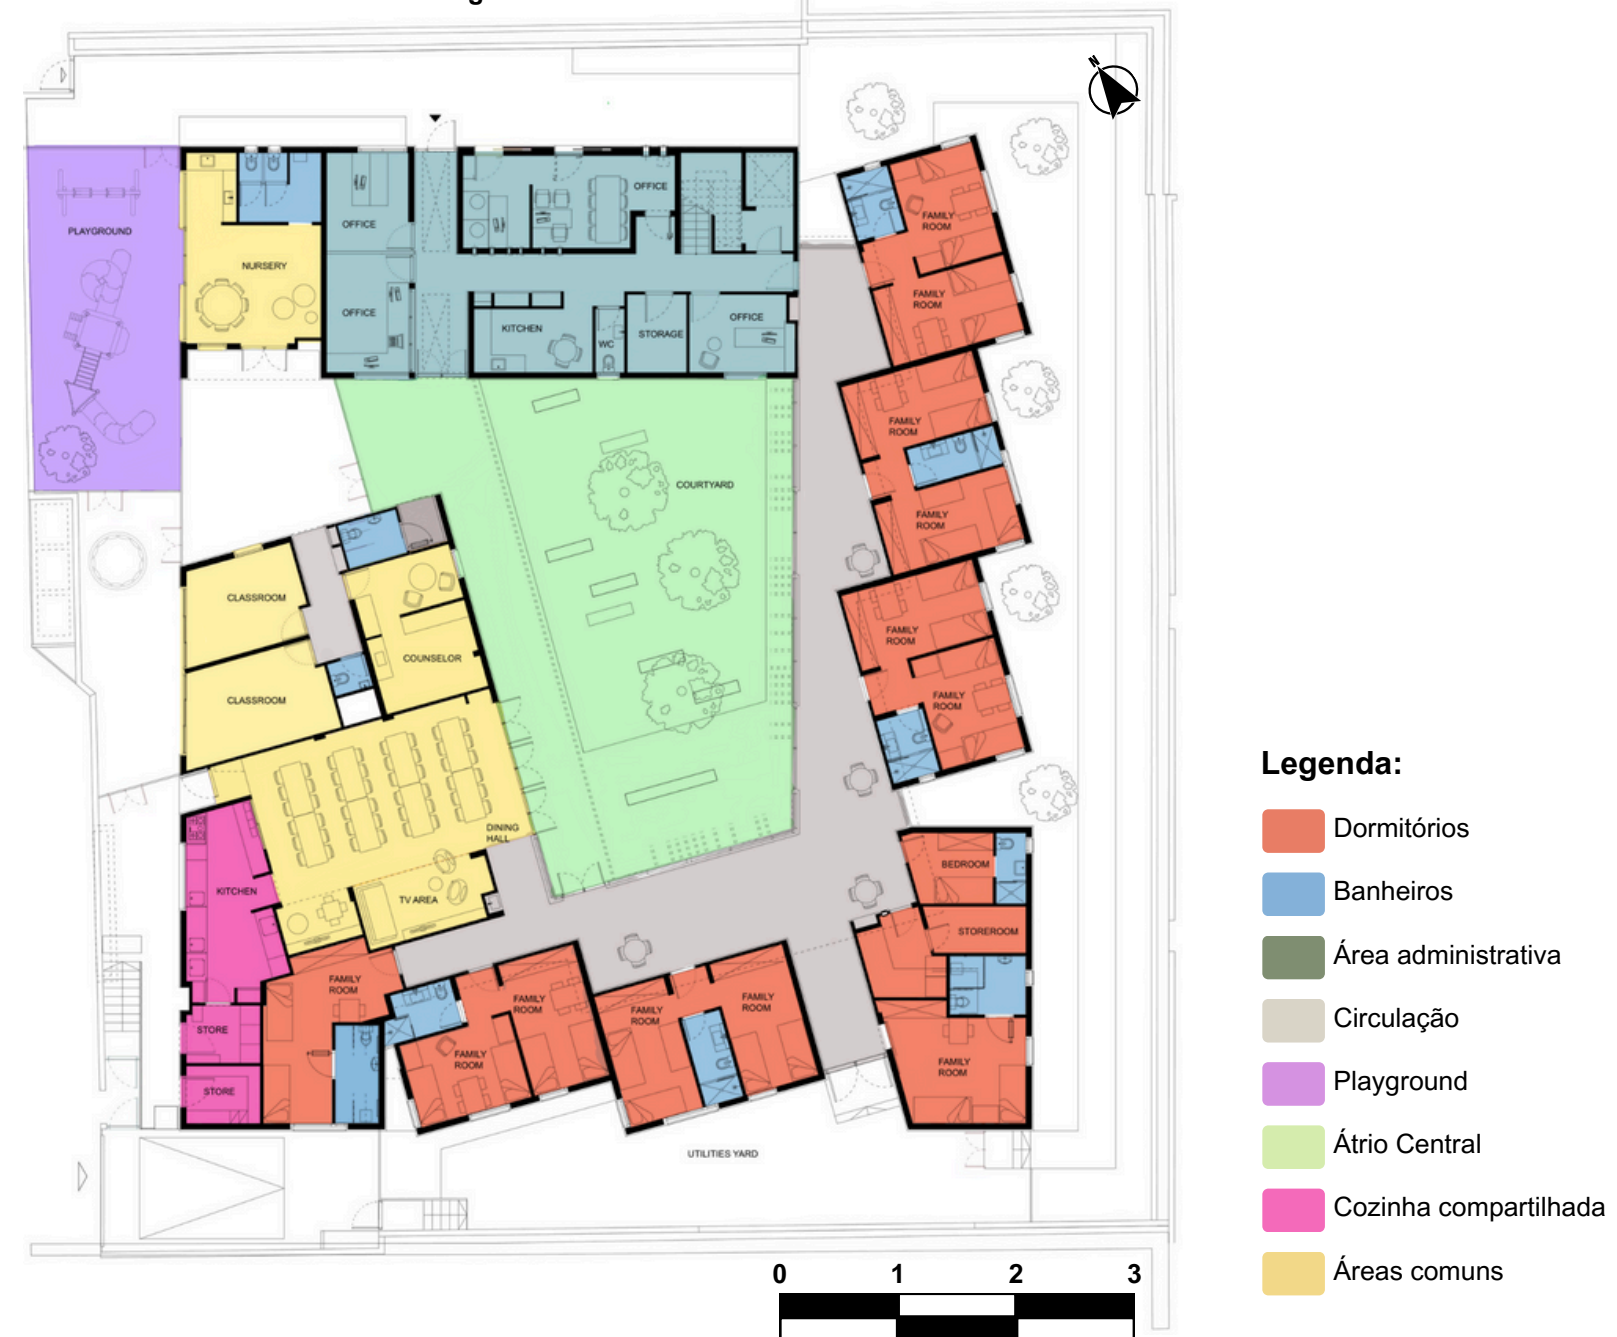 N
PLAYGROUND
NURSERY
OFFICE
OFFICE
OFFICE
KITCHEN
WC
STORAGE
OFFICE
FAMILY
ROOM
FAMILY
ROOM
FAMILY
ROOM
FAMILY
ROOM
COURTYARD
CLASSROOM
CLASSROOM
COUNSELOR
FAMILY
ROOM
FAMILY
ROOM
DINING
HALL
TV AREA
KITCHEN
STORE
STORE
BEDROOM
STOREROOM
FAMILY
ROOM
FAMILY
ROOM
FAMILY
ROOM
FAMILY
ROOM
FAMILY
ROOM
FAMILY
ROOM
UTILITIES YARD
Legenda:
Dormitórios
Banheiros
Área administrativa
Circulação
Playground
Átrio Central
Cozinha compartilhada
Áreas comuns
0 1 2 3